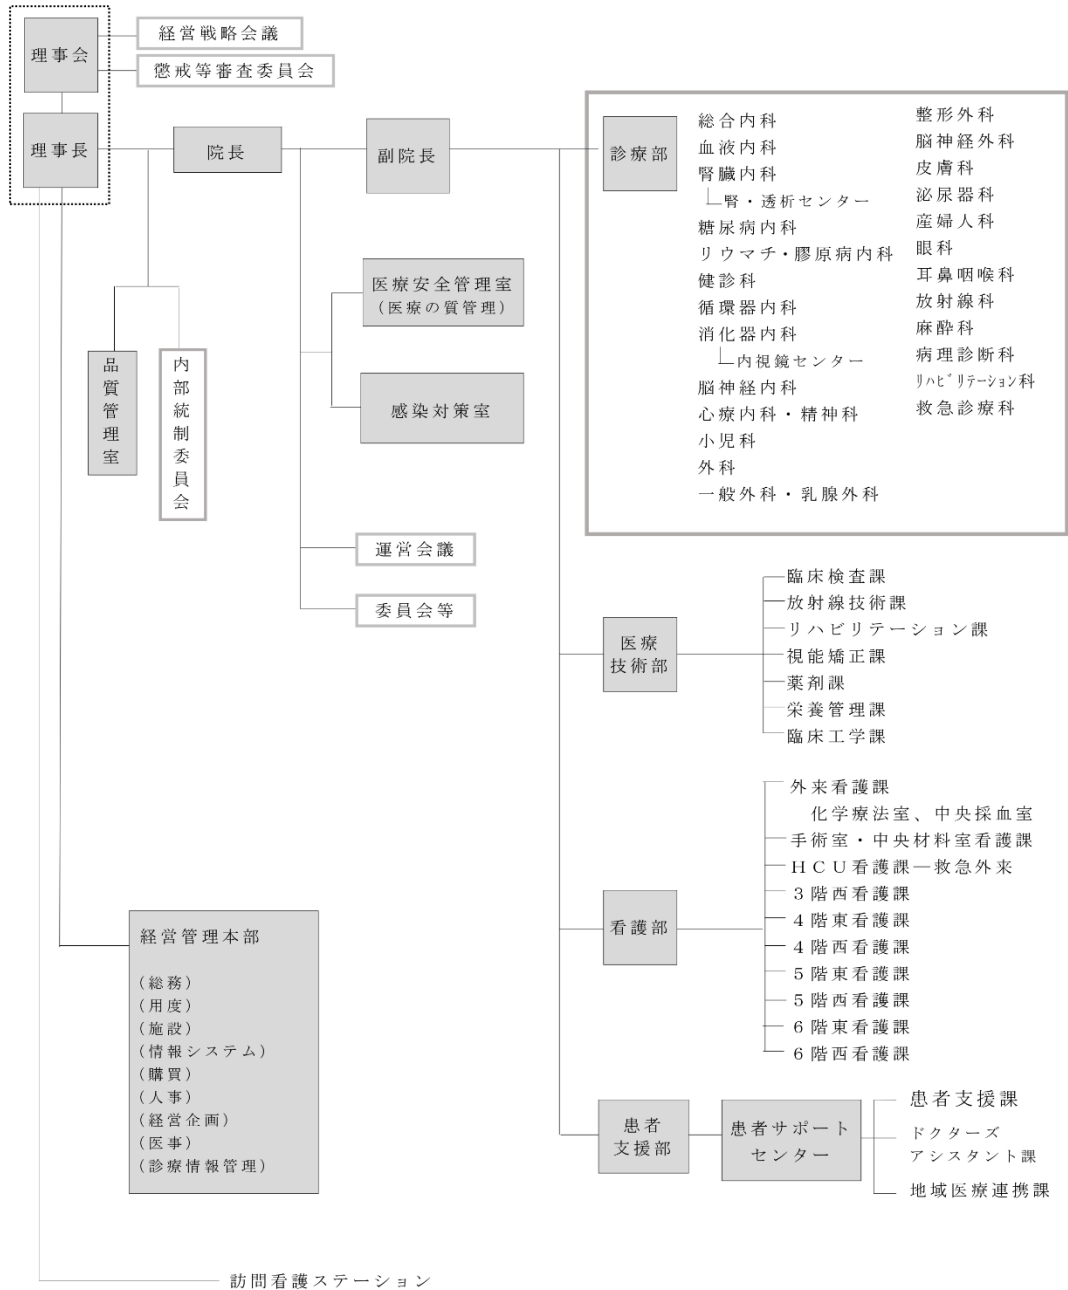 理事会
経営戦略会議
懲戒等審査委員会
理事長
院長
副院長
品質管理室
内部統制委員会
医療安全管理室
（医療の質管理）
感染対策室
運営会議
委員会等
診療部
総合内科
血液内科
腎臓内科
腎・透析センター
糖尿病内科
リウマチ・膠原病内科
健診科
循環器内科
消化器内科
内視鏡センター
脳神経内科
心療内科・精神科
小児科
外科
一般外科・乳腺外科
整形外科
脳神経外科
皮膚科
泌尿器科
産婦人科
眼科
耳鼻咽喉科
放射線科
麻酔科
病理診断科
ﾘﾊﾋﾞﾘﾃｰｼｮﾝ科
救急診療科
医療
技術部
臨床検査課
放射線技術課
リハビリテーション課
視能矯正課
薬剤課
栄養管理課
臨床工学課
看護部
外来看護課
化学療法室、中央採血室
手術室・中央材料室看護課
ＨＣＵ看護課―救急外来
３階西看護課
４階東看護課
４階西看護課
５階東看護課
５階西看護課
６階東看護課
６階西看護課
患者
支援部
患者サポート
センター
患者支援課
ドクターズ
アシスタント課
地域医療連携課
経営管理本部
（総務）
（用度）
（施設）
（情報システム）
（購買）
（人事）
（経営企画）
（医事）
（診療情報管理）
訪問看護ステーション